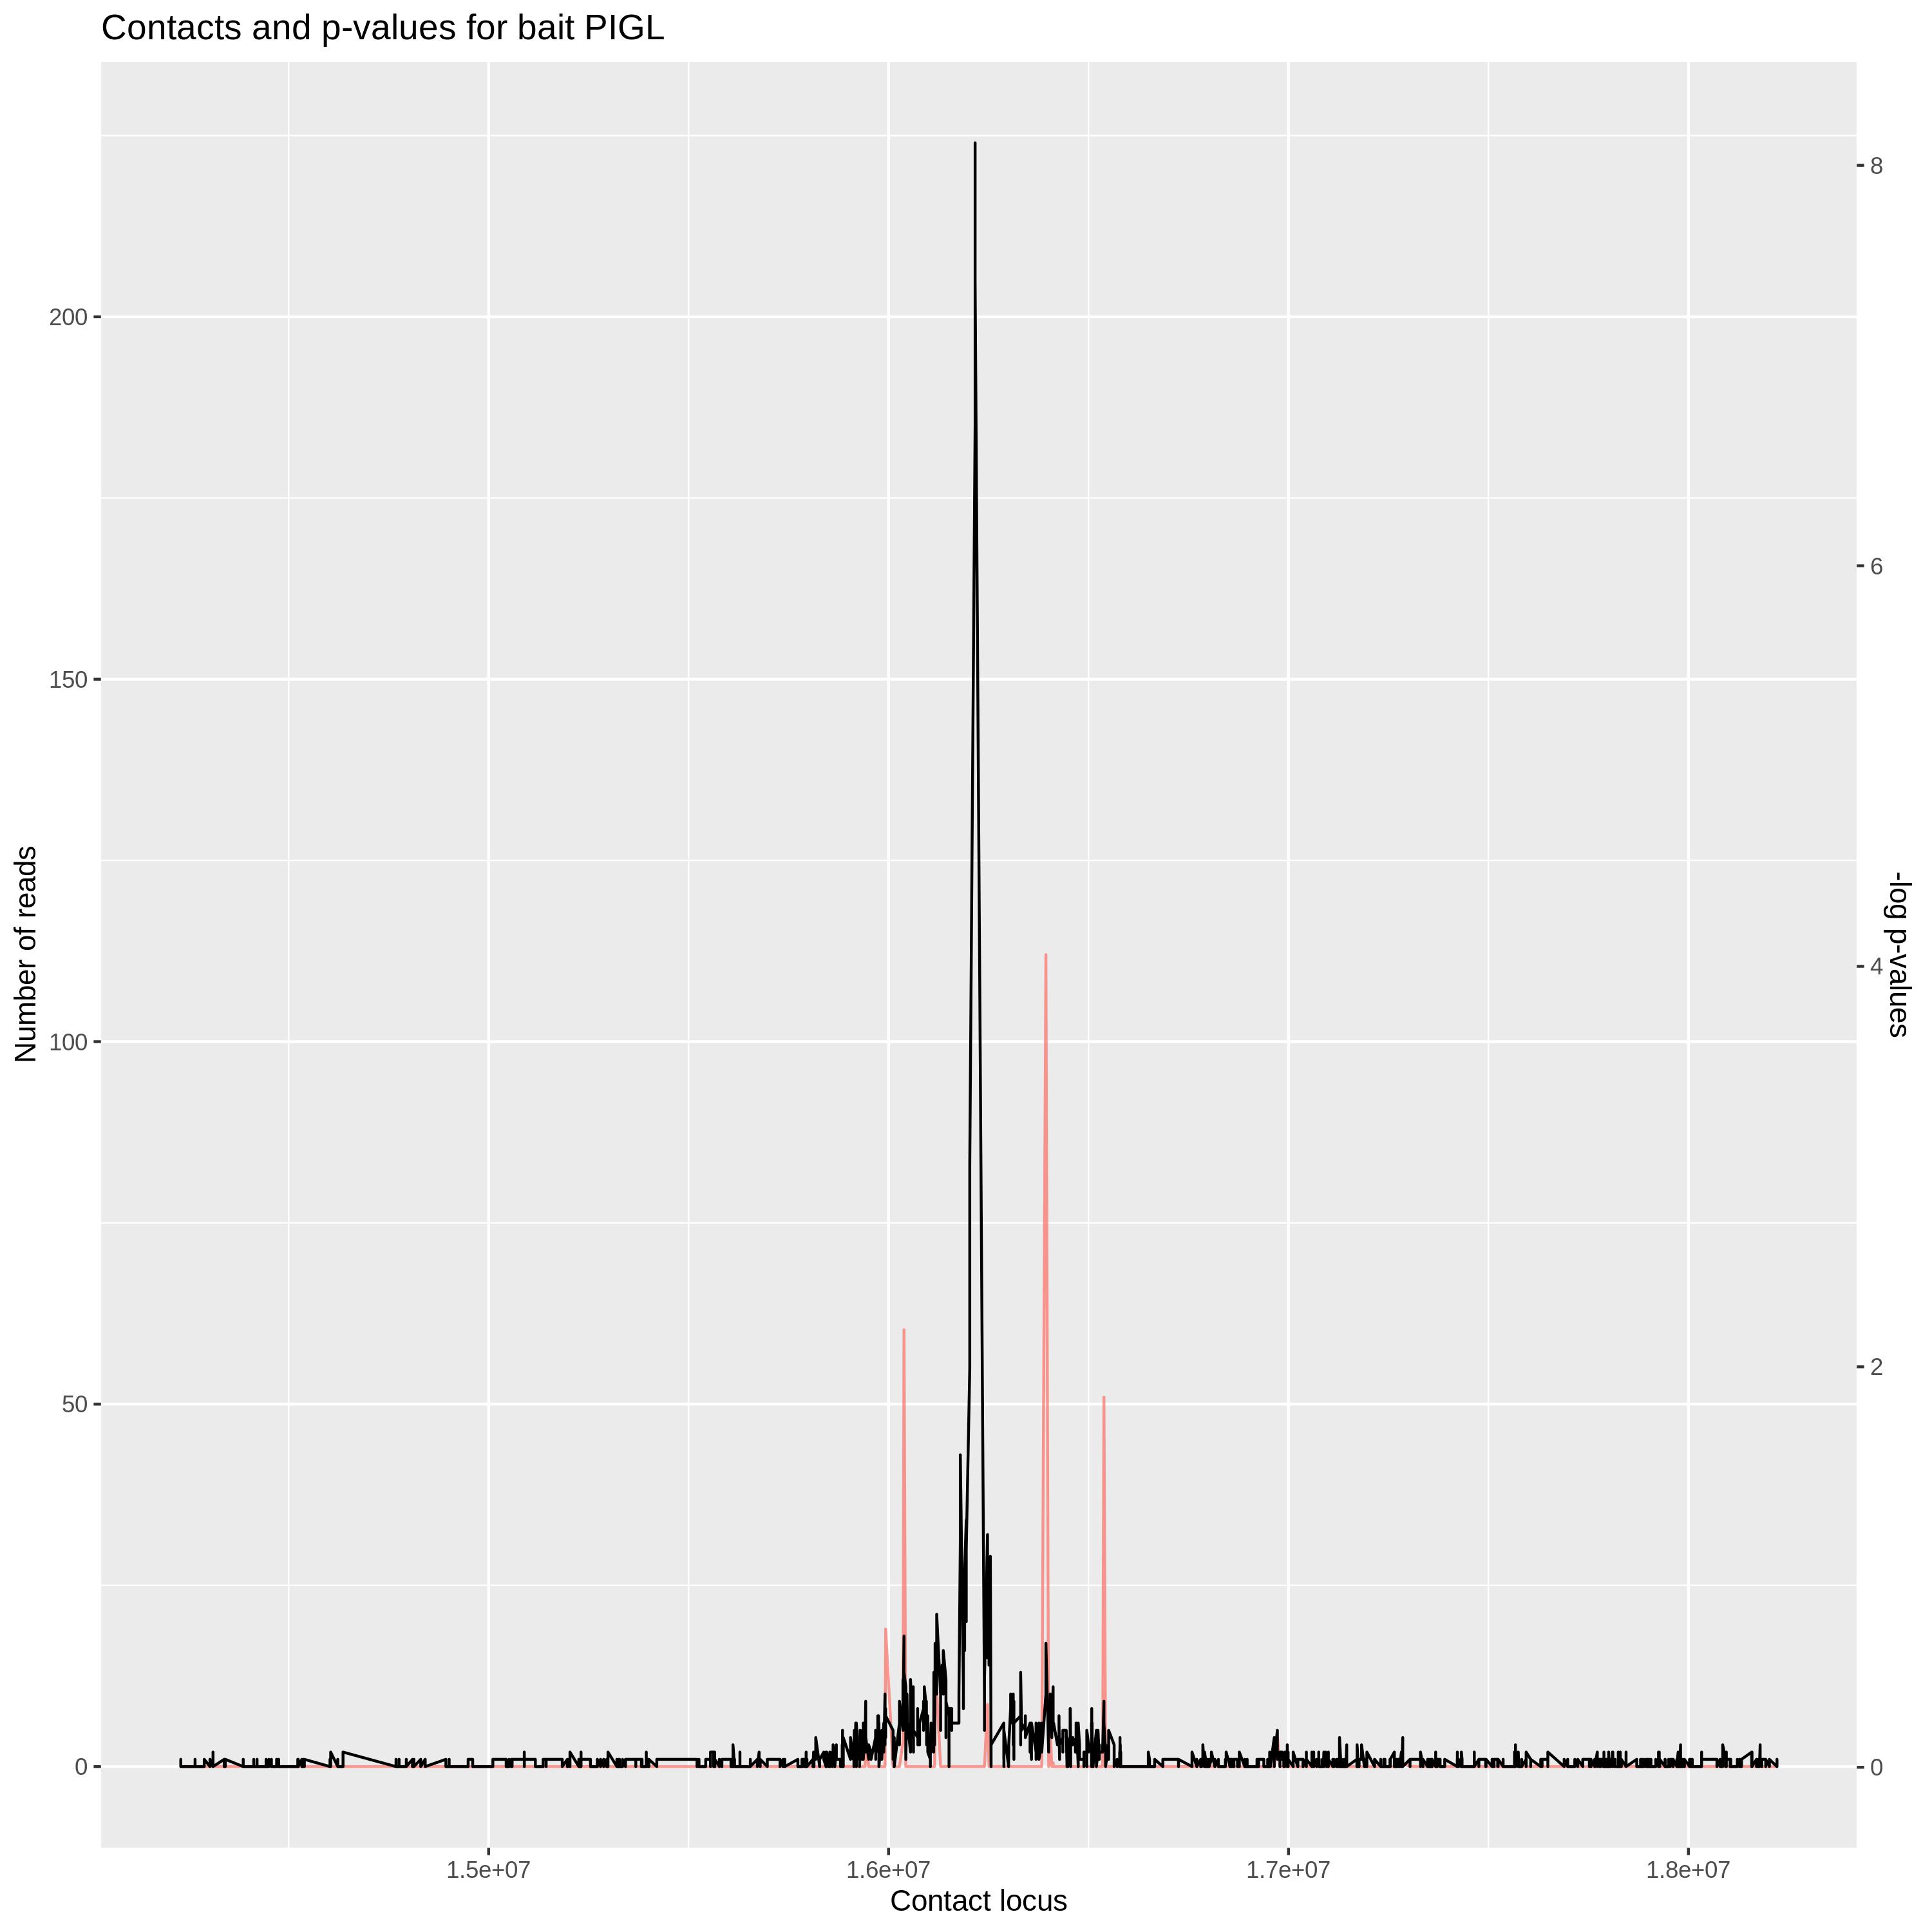 Contacts and p-values for bait PIGL
Number of reads
200
150
100
50
0
8
6
4
2
0
-log p-values
1.5e+07
1.6e+07
1.7e+07
1.8e+07
Contact locus